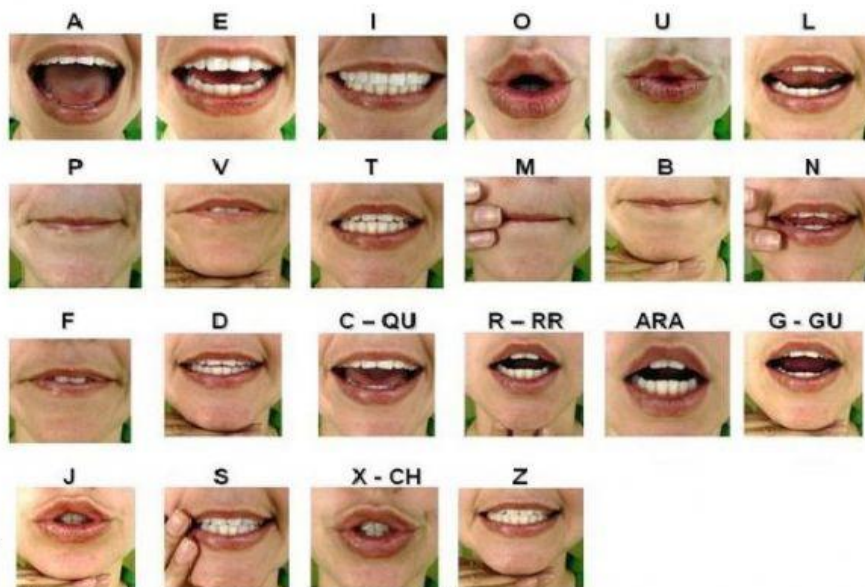 A E I O U L
P V T M B N
F D C – QU R – RR ARA G - GU
J S X - CH Z